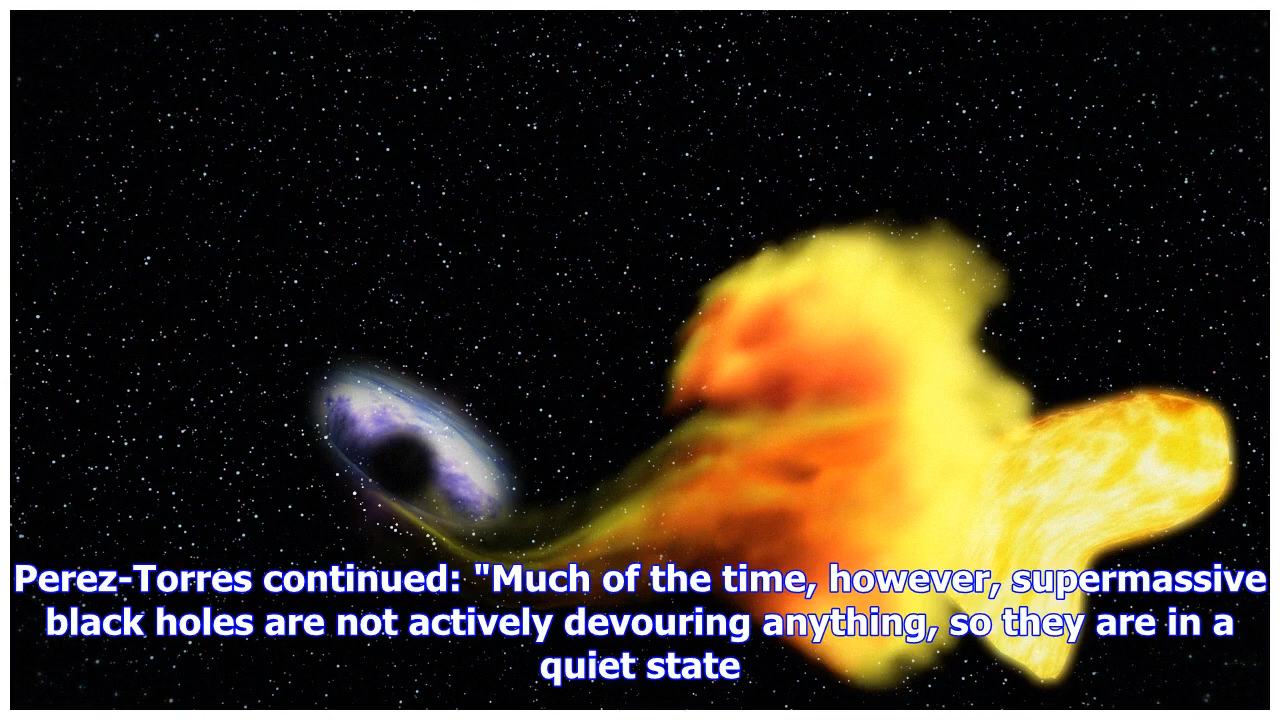 Perez-Torres continued: "Much of the time, however, supermassive
black holes are not actively devouring anything, so they are in a
quiet state